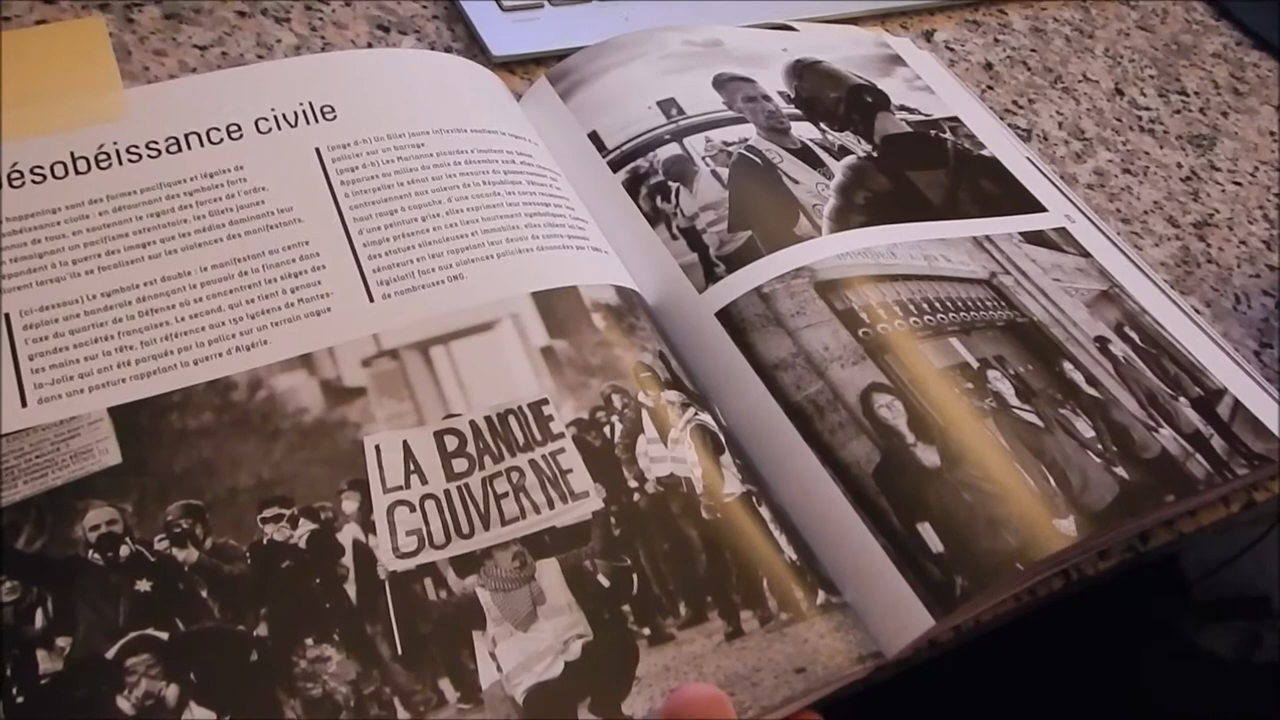 désobéissance civile
happenings sont des formes pacifiques et légales de
obéissance civile : en détournant des symboles forts
nnus de tous, en soutenant le regard des forces de l'ordre,
n témoignant un pacifisme ostentatoire, les Gilets jaunes
épondent à la guerre des images que les médias dominants leur
livrent lorsqu'ils se focalisent sur les violences des manifestants.
(ci-dessous) Le symbole est double : le manifestant au centre
déploie une banderole dénonçant le pouvoir de la finance dans
l'axe du quartier de la Défense où se concentrent les sièges des
grandes sociétés françaises. Le second, qui se tient à genoux
les mains sur la tête, fait référence aux 150 lycéens de Mantes-
la-Jolie qui ont été parqués par la police sur un terrain vague
dans une posture rappelant la guerre d'Algérie.
(page d-h) Un Gilet jaune inflexible soutient le regard
policier sur un barrage.
(page d-b) Les Marianne picardes s'invitent au Sénat.
Apparues au milieu du mois de décembre 2018, elles
à interpeller le sénat sur les mesures du gouvernement qui
contreviennent aux valeurs de la République. Vêtues d'un
haut rouge à capuche, d'une cocarde, les corps recouverts
d'une peinture grise, elles expriment leur message par leur
simple présence en ces lieux hautement symboliques. Comme
des statues silencieuses et immobiles, elles ciblent ici les
sénateurs en leur rappelant leur devoir de contre-pouvoir
législatif face aux violences policières dénoncées par l'ONU et
de nombreuses ONG.
LA BANQUE
GOUVERNE